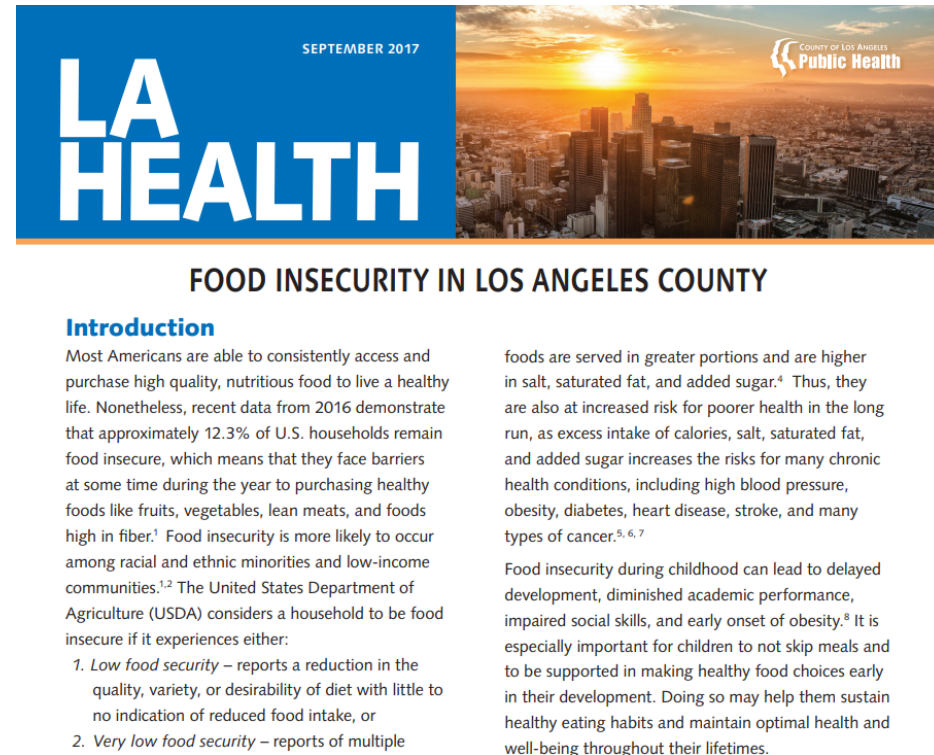 SEPTEMBER 2017
LA
HEALTH
COUNTY OF LOS ANGELES
Public Health
FOOD INSECURITY IN LOS ANGELES COUNTY
Introduction
Most Americans are able to consistently access and
purchase high quality, nutritious food to live a healthy
life. Nonetheless, recent data from 2016 demonstrate
that approximately 12.3% of U.S. households remain
food insecure, which means that they face barriers
at some time during the year to purchasing healthy
foods like fruits, vegetables, lean meats, and foods
high in fiber.¹ Food insecurity is more likely to occur
among racial and ethnic minorities and low-income
communities.¹,² The United States Department of
Agriculture (USDA) considers a household to be food
insecure if it experiences either:
1. Low food security – reports a reduction in the
quality, variety, or desirability of diet with little to
no indication of reduced food intake, or
2. Very low food security – reports of multiple
foods are served in greater portions and are higher
in salt, saturated fat, and added sugar.⁴ Thus, they
are also at increased risk for poorer health in the long
run, as excess intake of calories, salt, saturated fat,
and added sugar increases the risks for many chronic
health conditions, including high blood pressure,
obesity, diabetes, heart disease, stroke, and many
types of cancer.⁵, ⁶, ⁷
Food insecurity during childhood can lead to delayed
development, diminished academic performance,
impaired social skills, and early onset of obesity.⁸ It is
especially important for children to not skip meals and
to be supported in making healthy food choices early
in their development. Doing so may help them sustain
healthy eating habits and maintain optimal health and
well-being throughout their lifetimes.